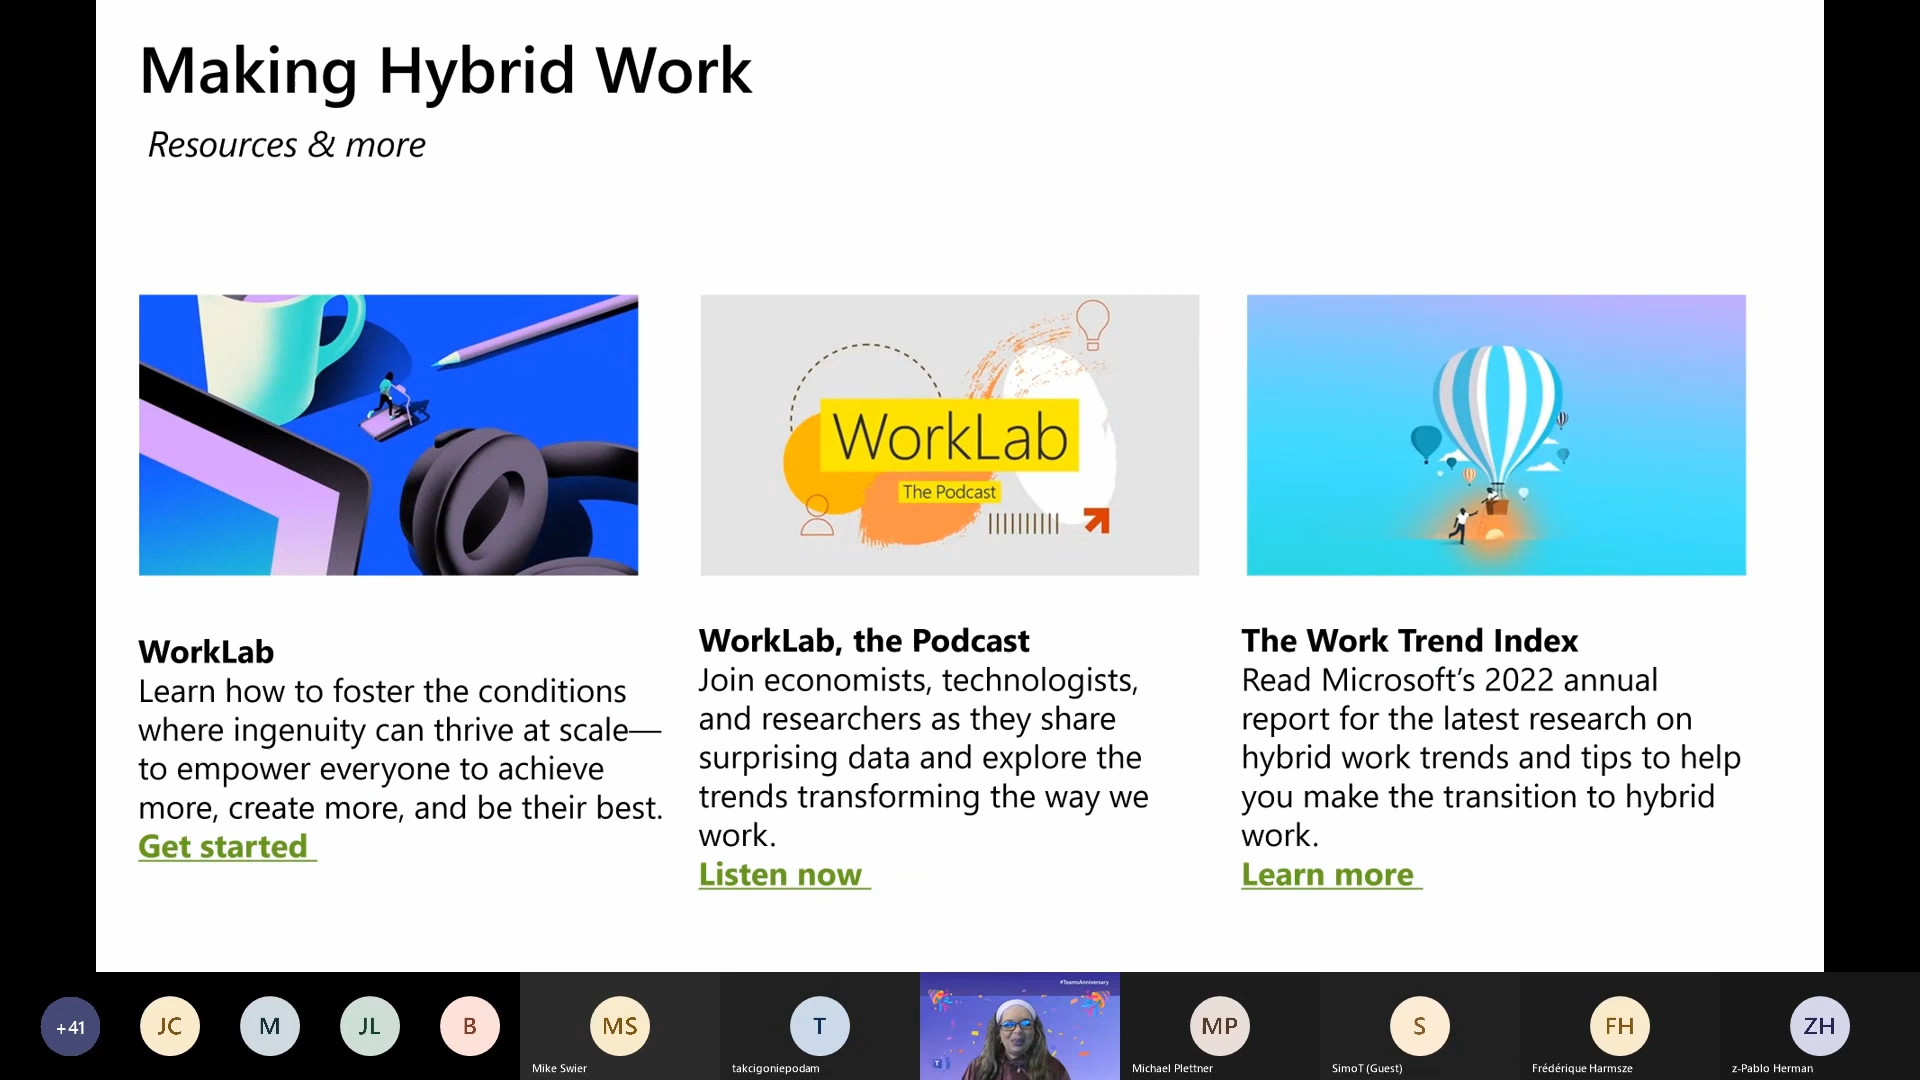 Making Hybrid Work
Resources & more
WorkLab
The Podcast
WorkLab
Learn how to foster the conditions
where ingenuity can thrive at scale—
to empower everyone to achieve
more, create more, and be their best.
Get started
WorkLab, the Podcast
Join economists, technologists,
and researchers as they share
surprising data and explore the
trends transforming the way we
work.
Listen now
The Work Trend Index
Read Microsoft's 2022 annual
report for the latest research on
hybrid work trends and tips to help
you make the transition to hybrid
work.
Learn more
+41
JC
M
JL
B
MS
Mike Swier
T
takcigoniepodam
#TeamsAnniversary
MP
Michael Plettner
S
SimoT (Guest)
FH
Frédérique Harmsze
ZH
z-Pablo Herman